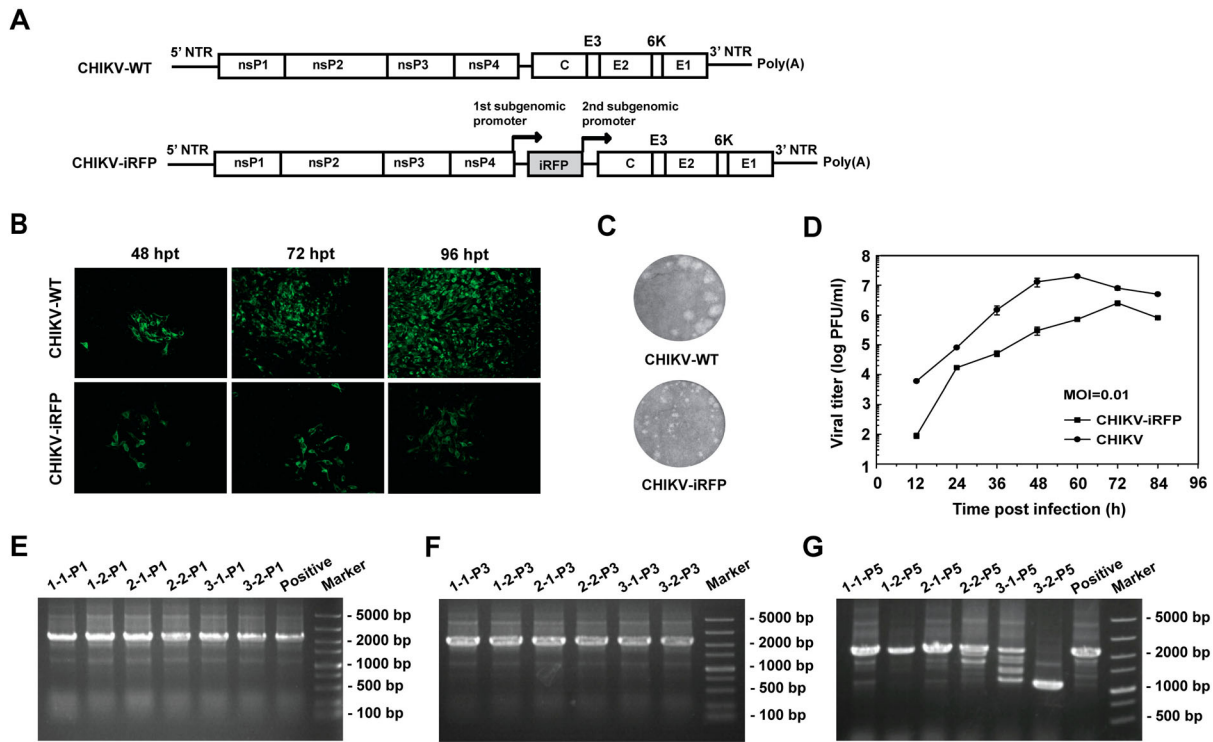 A
5' NTR
E3
6K
3' NTR
CHIKV-WT
nsP1
nsP2
nsP3
nsP4
C
E2
E1
Poly(A)
1st subgenomic
promoter
2nd subgenomic
promoter
E3
6K
5' NTR
3' NTR
CHIKV-iRFP
nsP1
nsP2
nsP3
nsP4
iRFP
C
E2
E1
Poly(A)
B
48 hpt
72 hpt
96 hpt
CHIKV-WT
CHIKV-iRFP
C
CHIKV-WT
CHIKV-iRFP
D
Viral titer (log PFU/ml)
8
7
6
5
4
3
2
1
MOI=0.01
CHIKV-iRFP
CHIKV
0 12 24 36 48 60 72 84 96
Time post infection (h)
E
1-1-P1
1-2-P1
2-1-P1
2-2-P1
3-1-P1
3-2-P1
Positive
Marker
- 5000 bp
- 2000 bp
- 1000 bp
- 500 bp
- 100 bp
F
1-1-P3
1-2-P3
2-1-P3
2-2-P3
3-1-P3
3-2-P3
Marker
- 5000 bp
- 2000 bp
- 1000 bp
- 500 bp
- 100 bp
G
1-1-P5
1-2-P5
2-1-P5
2-2-P5
3-1-P5
3-2-P5
Positive
Marker
- 5000 bp
- 2000 bp
- 1000 bp
- 500 bp